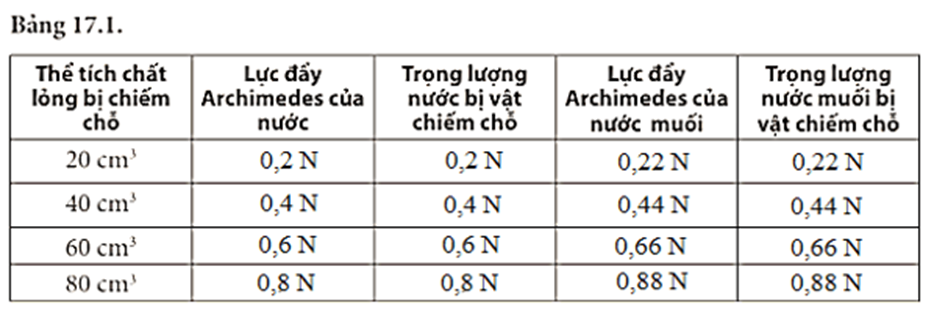 Bảng 17.1.
Thể tích chất lỏng bị chiếm chỗ | Lực đẩy Archimedes của nước | Trọng lượng nước bị vật chiếm chỗ | Lực đẩy Archimedes của nước muối | Trọng lượng nước muối bị vật chiếm chỗ
20 cm³ | 0,2 N | 0,2 N | 0,22 N | 0,22 N
40 cm³ | 0,4 N | 0,4 N | 0,44 N | 0,44 N
60 cm³ | 0,6 N | 0,6 N | 0,66 N | 0,66 N
80 cm³ | 0,8 N | 0,8 N | 0,88 N | 0,88 N